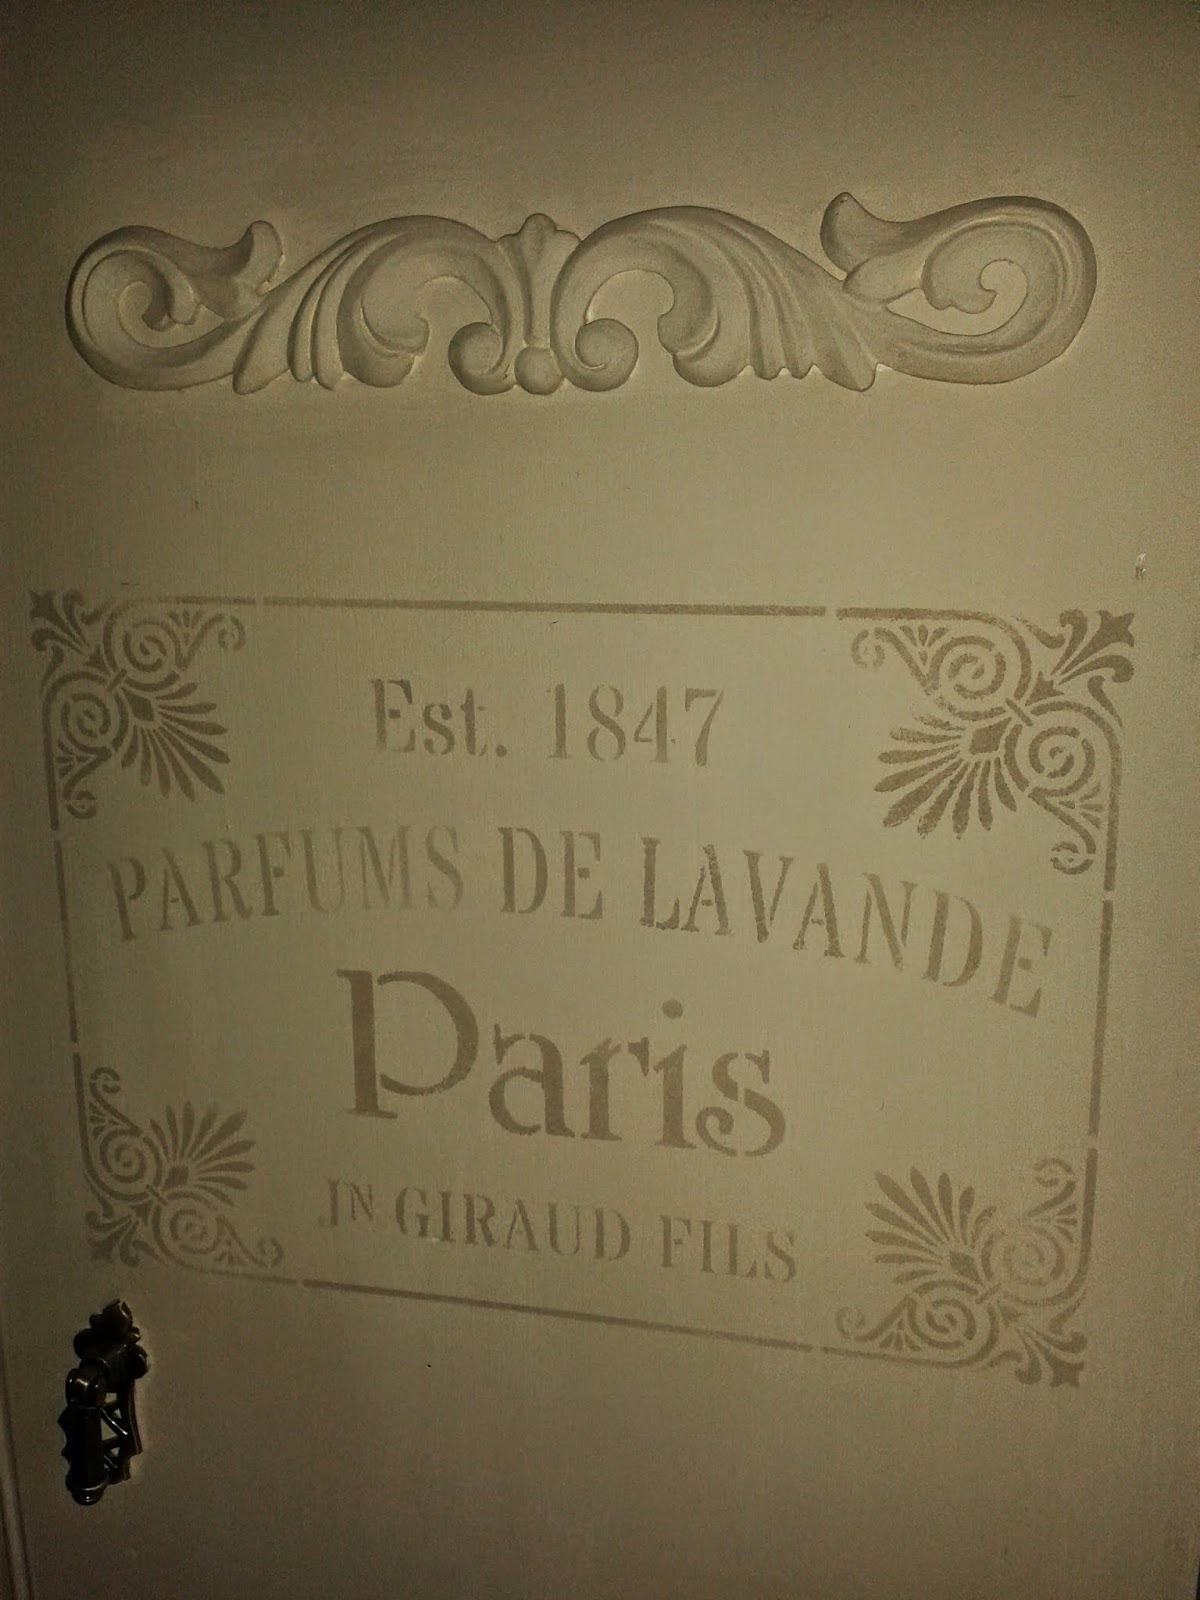 Est. 1847
PARFUMS DE LAVANDE
Paris
JN GIRAUD FILS